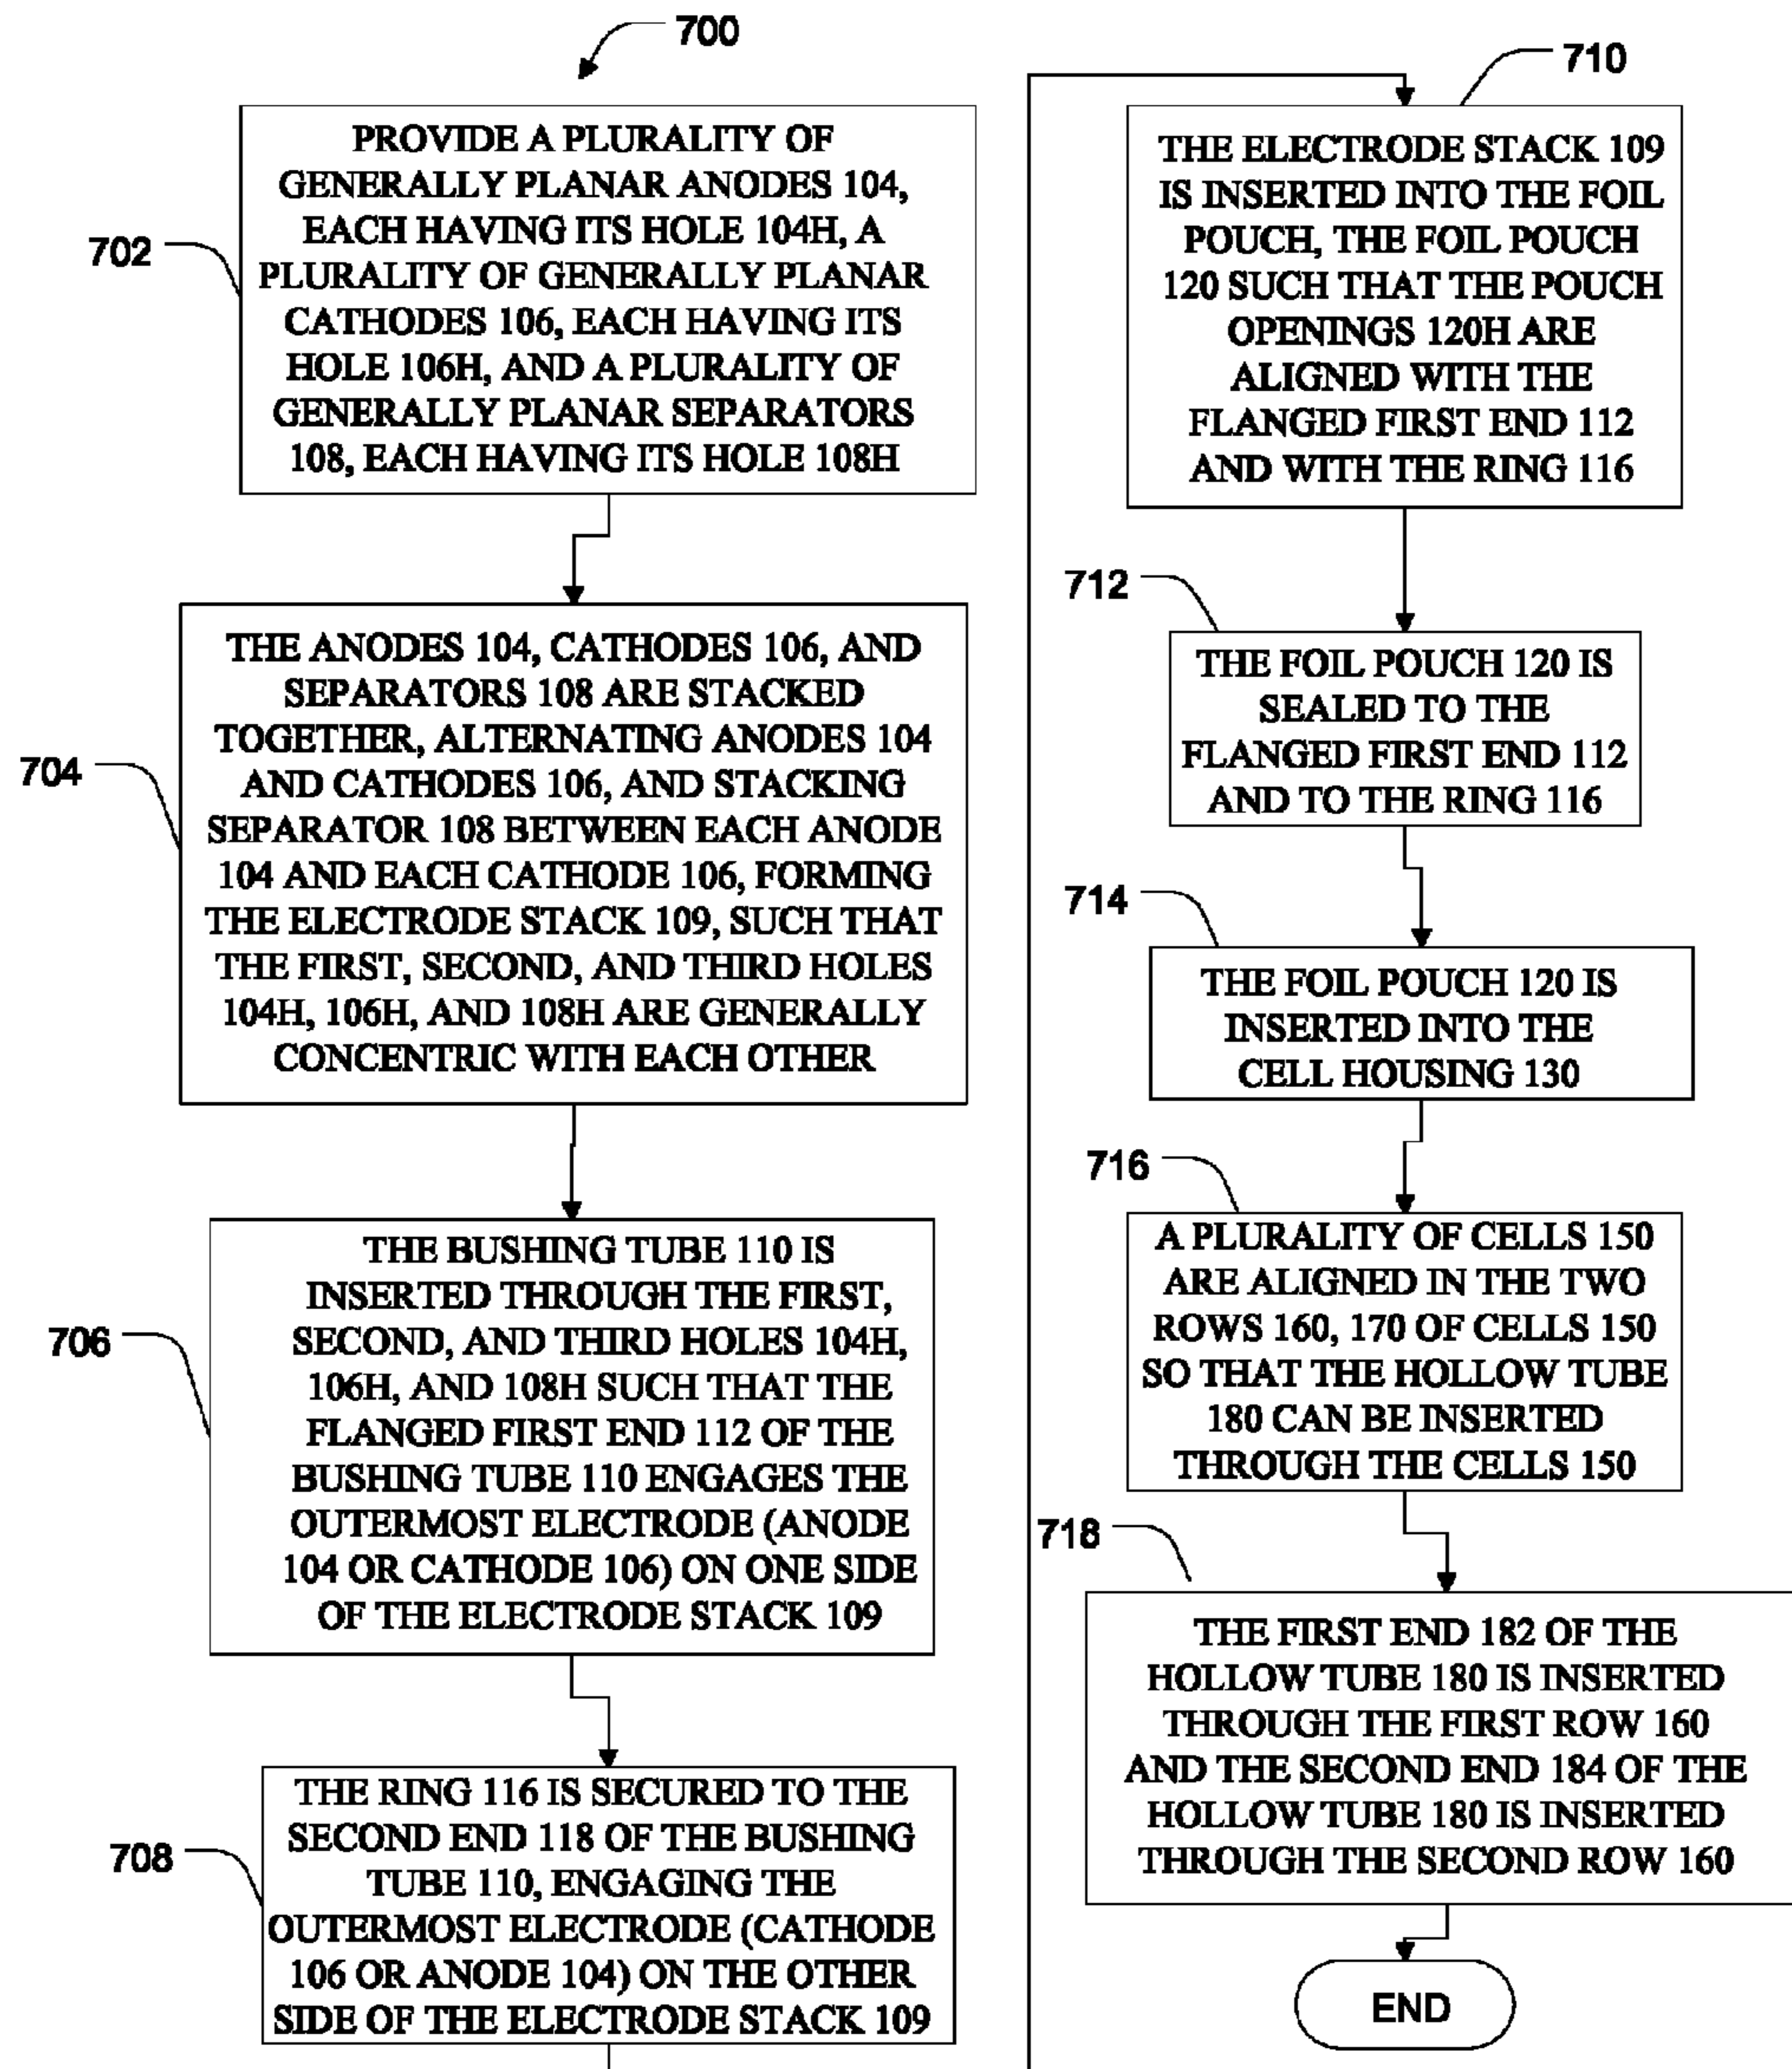 700
702
PROVIDE A PLURALITY OF
GENERALLY PLANAR ANODES 104,
EACH HAVING ITS HOLE 104H, A
PLURALITY OF GENERALLY PLANAR
CATHODES 106, EACH HAVING ITS
HOLE 106H, AND A PLURALITY OF
GENERALLY PLANAR SEPARATORS
108, EACH HAVING ITS HOLE 108H
704
THE ANODES 104, CATHODES 106, AND
SEPARATORS 108 ARE STACKED
TOGETHER, ALTERNATING ANODES 104
AND CATHODES 106, AND STACKING
SEPARATOR 108 BETWEEN EACH ANODE
104 AND EACH CATHODE 106, FORMING
THE ELECTRODE STACK 109, SUCH THAT
THE FIRST, SECOND, AND THIRD HOLES
104H, 106H, AND 108H ARE GENERALLY
CONCENTRIC WITH EACH OTHER
706
THE BUSHING TUBE 110 IS
INSERTED THROUGH THE FIRST,
SECOND, AND THIRD HOLES 104H,
106H, AND 108H SUCH THAT THE
FLANGED FIRST END 112 OF THE
BUSHING TUBE 110 ENGAGES THE
OUTERMOST ELECTRODE (ANODE
104 OR CATHODE 106) ON ONE SIDE
OF THE ELECTRODE STACK 109
708
THE RING 116 IS SECURED TO THE
SECOND END 118 OF THE BUSHING
TUBE 110, ENGAGING THE
OUTERMOST ELECTRODE (CATHODE
106 OR ANODE 104) ON THE OTHER
SIDE OF THE ELECTRODE STACK 109
710
THE ELECTRODE STACK 109
IS INSERTED INTO THE FOIL
POUCH, THE FOIL POUCH
120 SUCH THAT THE POUCH
OPENINGS 120H ARE
ALIGNED WITH THE
FLANGED FIRST END 112
AND WITH THE RING 116
712
THE FOIL POUCH 120 IS
SEALED TO THE
FLANGED FIRST END 112
AND TO THE RING 116
714
THE FOIL POUCH 120 IS
INSERTED INTO THE
CELL HOUSING 130
716
A PLURALITY OF CELLS 150
ARE ALIGNED IN THE TWO
ROWS 160, 170 OF CELLS 150
SO THAT THE HOLLOW TUBE
180 CAN BE INSERTED
THROUGH THE CELLS 150
718
THE FIRST END 182 OF THE
HOLLOW TUBE 180 IS INSERTED
THROUGH THE FIRST ROW 160
AND THE SECOND END 184 OF THE
HOLLOW TUBE 180 IS INSERTED
THROUGH THE SECOND ROW 160
END